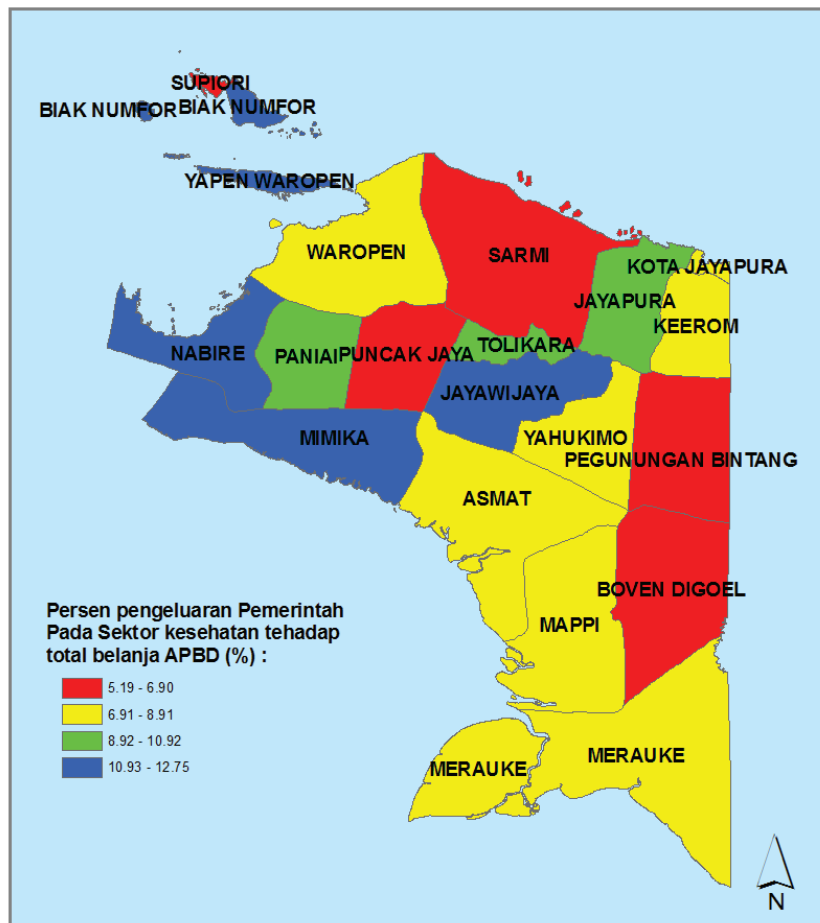 SUPIORI
BIAK NUMFOR
BIAK NUMFOR
YAPEN WAROPEN
WAROPEN
SARMI
KOTA JAYAPURA
JAYAPURA
KEEROM
NABIRE
PANIAI
PUNCAK JAYA
TOLIKARA
JAYAWIJAYA
MIMIKA
YAHUKIMO
PEGUNUNGAN BINTANG
ASMAT
BOVEN DIGOEL
MAPPI
MERAUKE
MERAUKE
Persen pengeluaran Pemerintah
Pada Sektor kesehatan tehadap
total belanja APBD (%) :
5.19 - 6.90
6.91 - 8.91
8.92 - 10.92
10.93 - 12.75
N